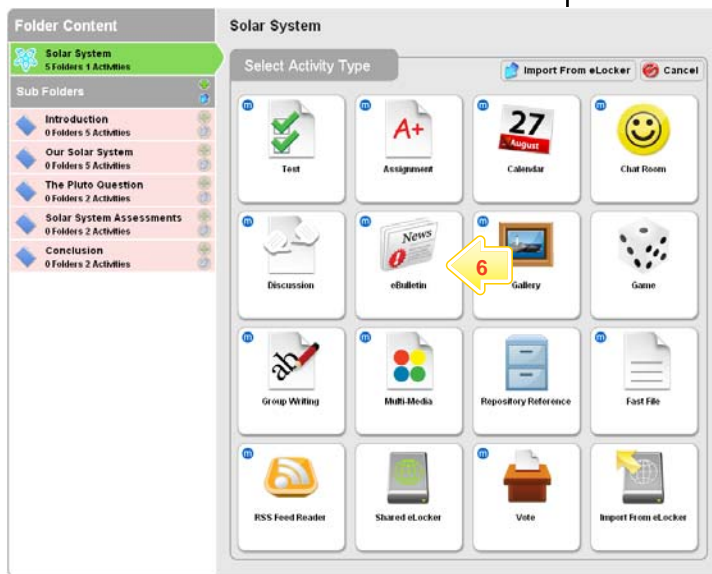 Folder Content
Solar System
5 Folders 1 Activities
Sub Folders
Introduction
0 Folders 5 Activities
Our Solar System
0 Folders 5 Activities
The Pluto Question
0 Folders 2 Activities
Solar System Assessments
0 Folders 2 Activities
Conclusion
0 Folders 2 Activities
Solar System
Select Activity Type
Import From eLocker
Cancel
m
m A+
m 27 August
m
Test
Assignment
Calendar
Chat Room
m
m News
m
6
Discussion
eBulletin
Gallery
Game
m ab
m
m
Group Writing
Multi-Media
Repository Reference
Fast File
m
m
RSS Feed Reader
Shared eLocker
Vote
Import From eLocker